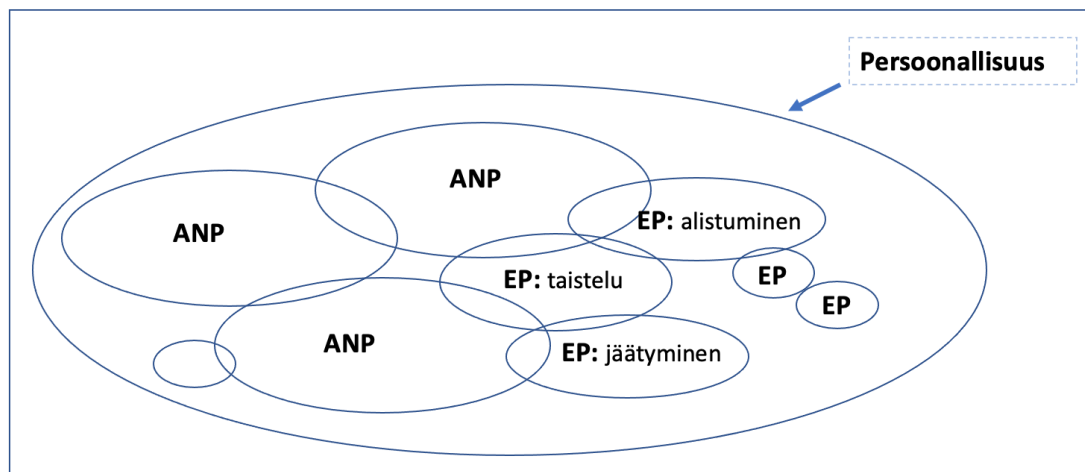 Persoonallisuus
ANP
ANP
EP: alistuminen
EP: taistelu
EP
EP
ANP
EP: jäätyminen